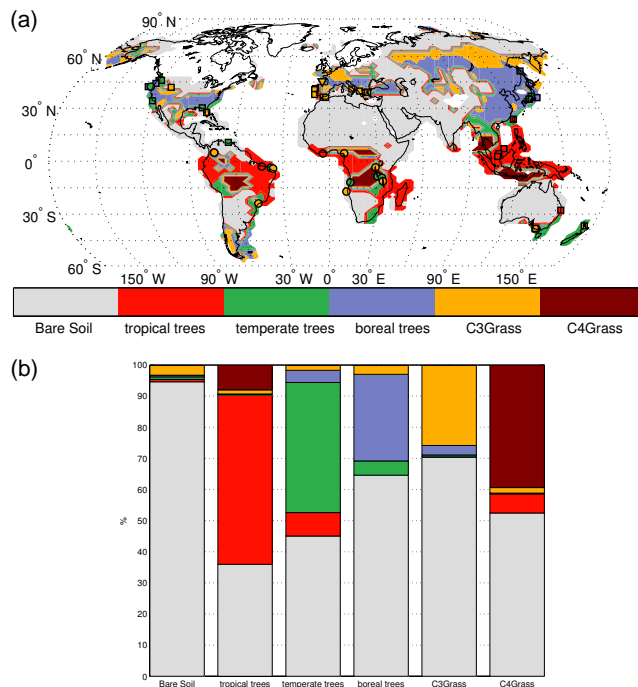 (a)
90° N
60° N
30° N
0°
30° S
60° S
150° W 90° W 30° W 0° 30° E 90° E 150° E
Bare Soil tropical trees temperate trees boreal trees C3Grass C4Grass
(b)
100
90
80
70
60
50
40
30
20
10
0
%
Bare Soil tropical trees temperate trees boreal trees C3Grass C4Grass